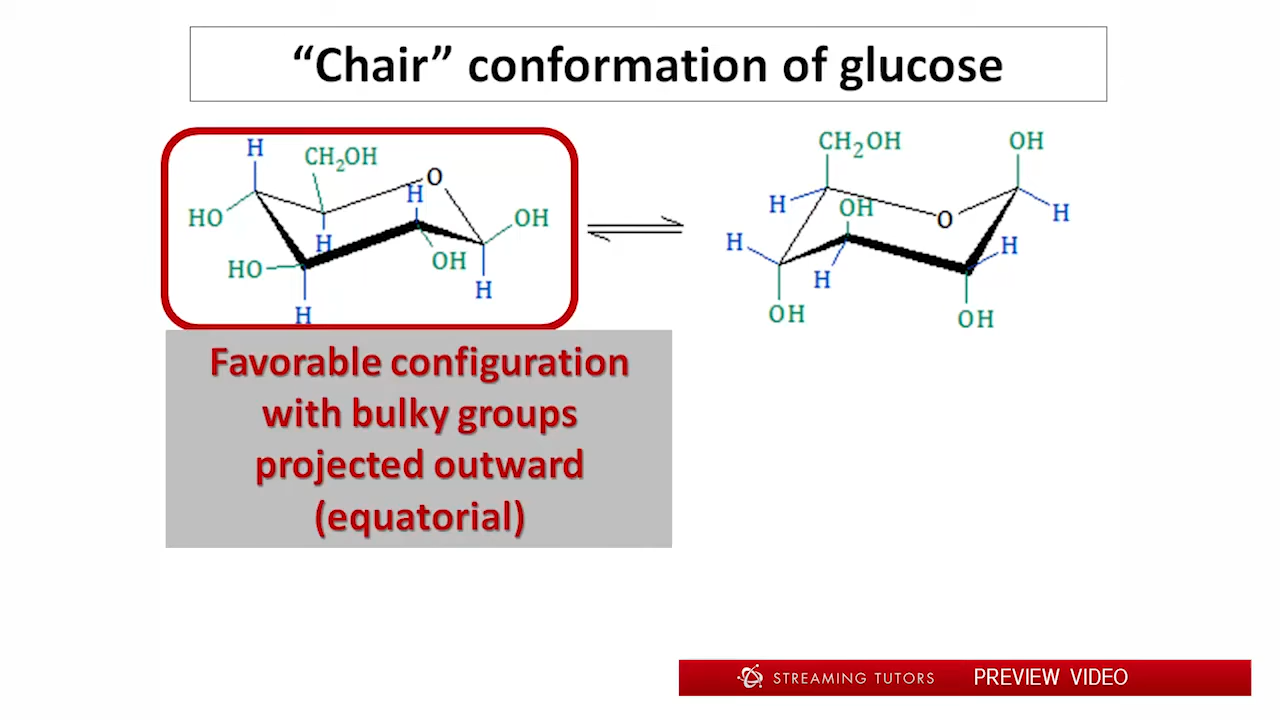 “Chair” conformation of glucose
H
CH₂OH
O
H
HO
OH
H
HO
OH
H
H
CH₂OH
OH
H
OH
H
O
H
H
H
OH
OH
Favorable configuration
with bulky groups
projected outward
(equatorial)
STREAMING TUTORS PREVIEW VIDEO